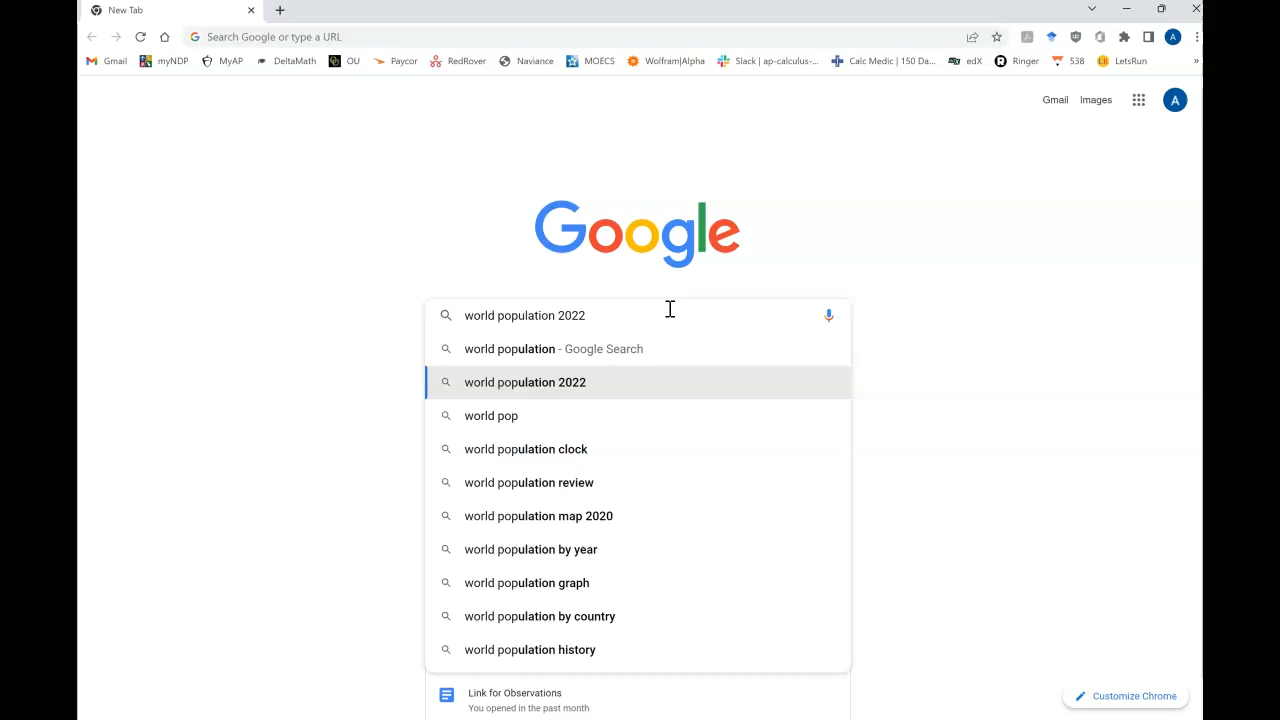 New Tab
Search Google or type a URL
A
Gmail myNDP MyAP DeltaMath OU Paycor RedRover Naviance MOECS Wolfram|Alpha Slack | ap-calculus-... Calc Medic | 150 Da... edX Ringer 538 LetsRun »
Gmail Images A
Google
world population 2022
world population - Google Search
world population 2022
world pop
world population clock
world population review
world population map 2020
world population by year
world population graph
world population by country
world population history
Link for Observations
You opened in the past month
Customize Chrome